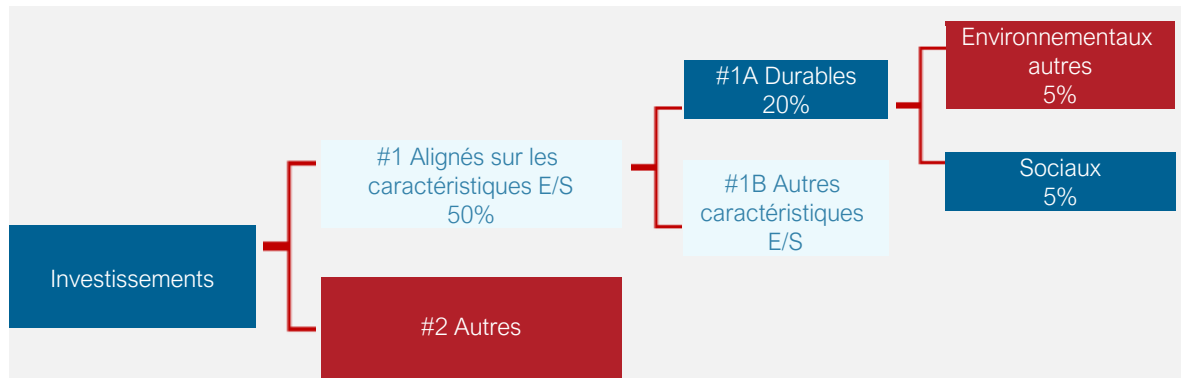 Investissements
#1 Alignés sur les
caractéristiques E/S
50%
#2 Autres
#1A Durables
20%
#1B Autres
caractéristiques
E/S
Environnementaux
autres
5%
Sociaux
5%